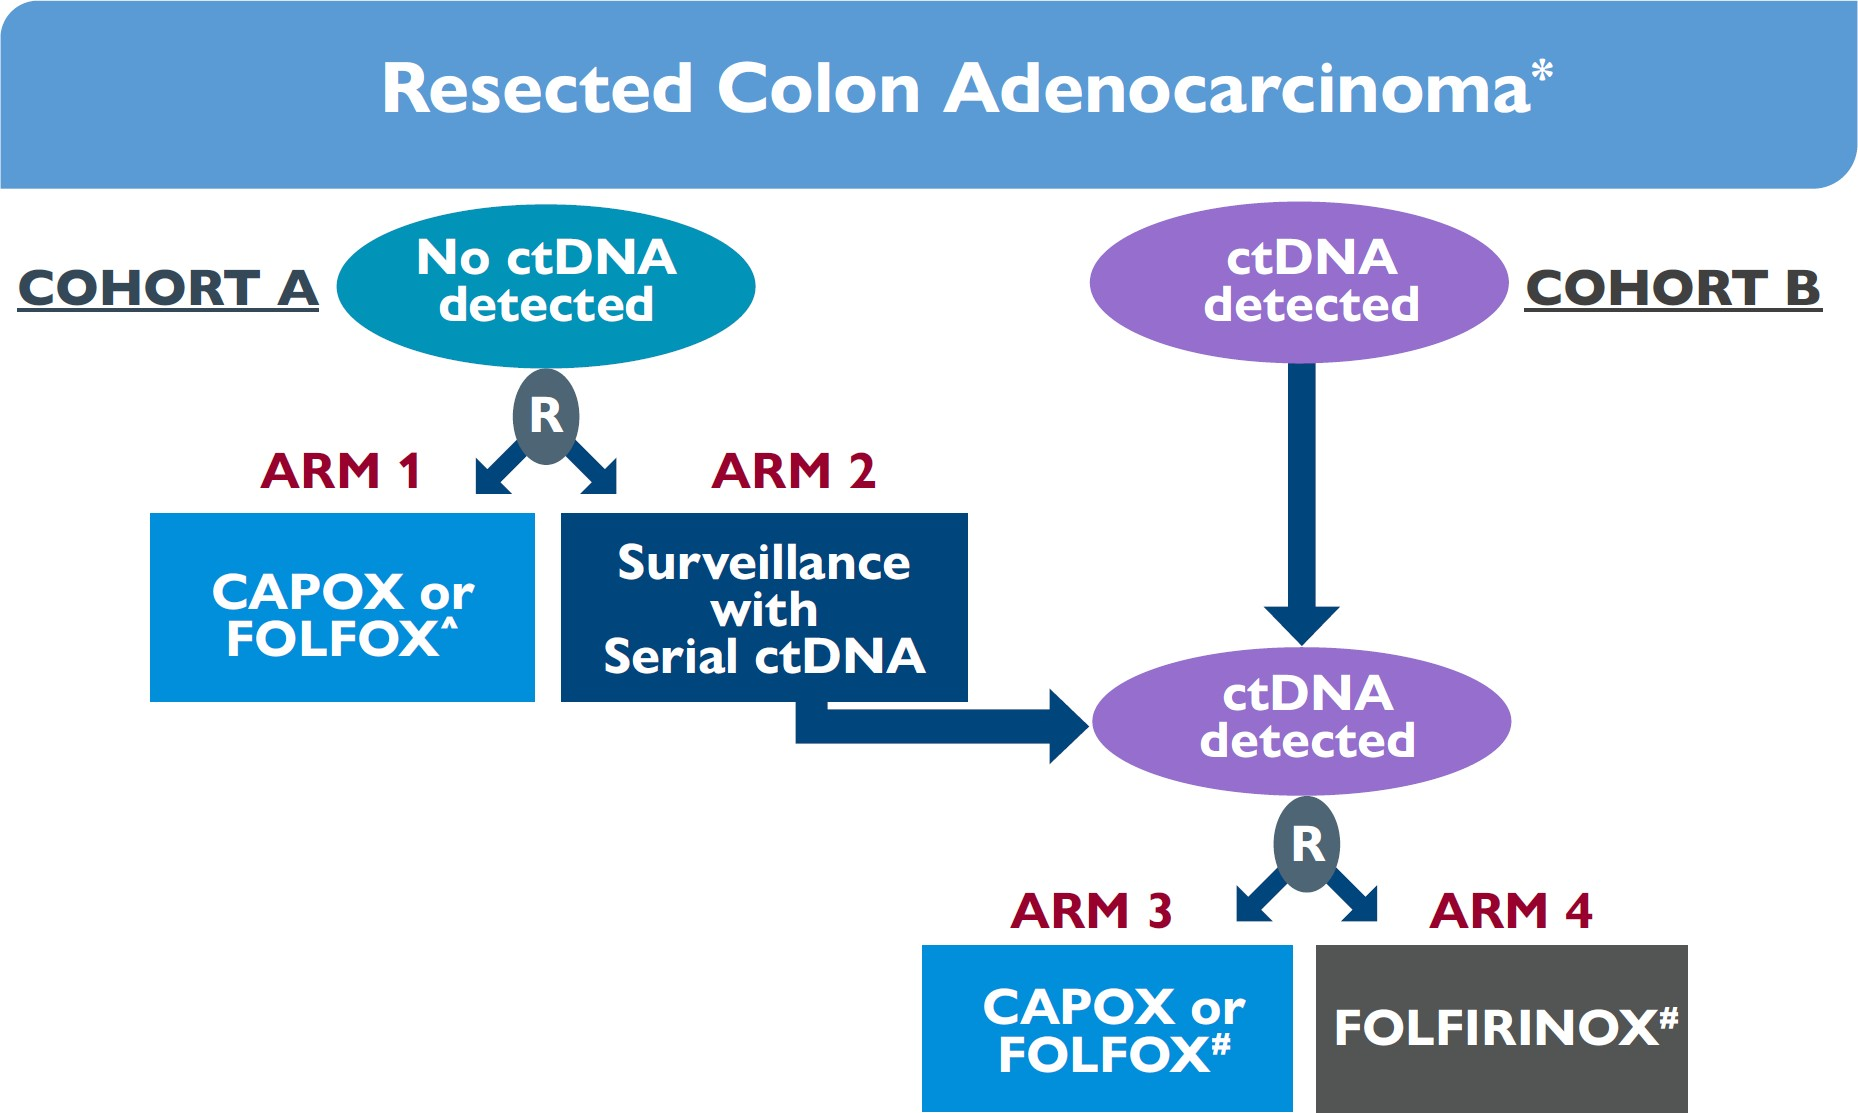 Resected Colon Adenocarcinoma*
COHORT A
No ctDNA
detected
ctDNA
detected
COHORT B
R
ARM 1
ARM 2
CAPOX or
FOLFOX^
Surveillance
with
Serial ctDNA
ctDNA
detected
R
ARM 3
ARM 4
CAPOX or
FOLFOX#
FOLFIRINOX#